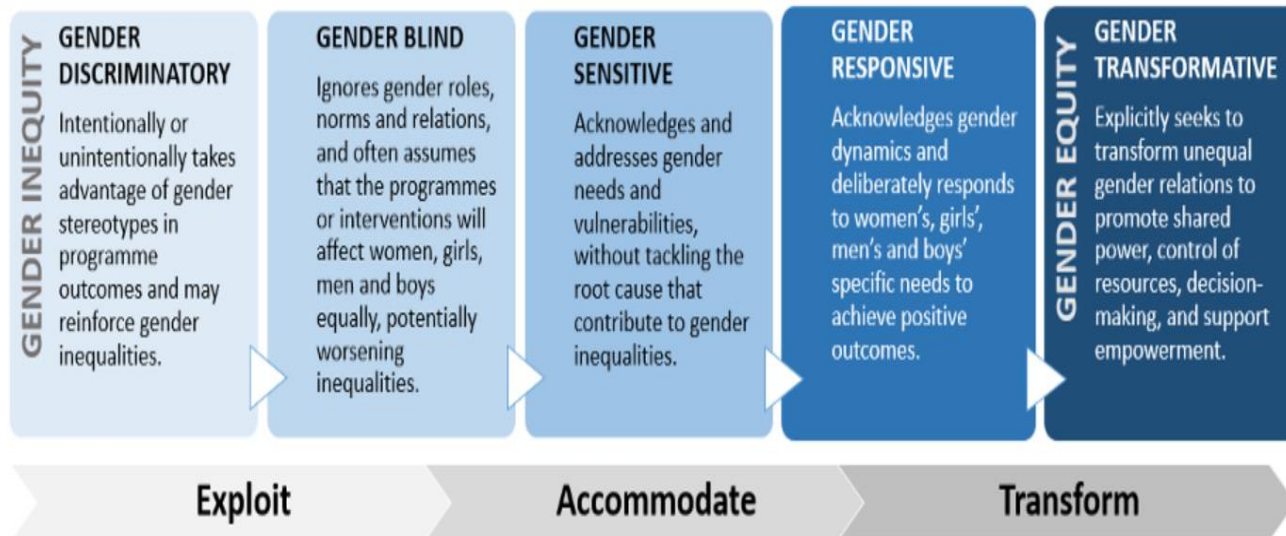 GENDER INEQUITY
GENDER
DISCRIMINATORY
Intentionally or
unintentionally takes
advantage of gender
stereotypes in
programme
outcomes and may
reinforce gender
inequalities.
GENDER BLIND
Ignores gender roles,
norms and relations,
and often assumes
that the programmes
or interventions will
affect women, girls,
men and boys
equally, potentially
worsening
inequalities.
GENDER
SENSITIVE
Acknowledges and
addresses gender
needs and
vulnerabilities,
without tackling the
root cause that
contribute to gender
inequalities.
GENDER
RESPONSIVE
Acknowledges gender
dynamics and
deliberately responds
to women's, girls',
men's and boys'
specific needs to
achieve positive
outcomes.
GENDER EQUITY
GENDER
TRANSFORMATIVE
Explicitly seeks to
transform unequal
gender relations to
promote shared
power, control of
resources, decision-
making, and support
empowerment.
Exploit
Accommodate
Transform